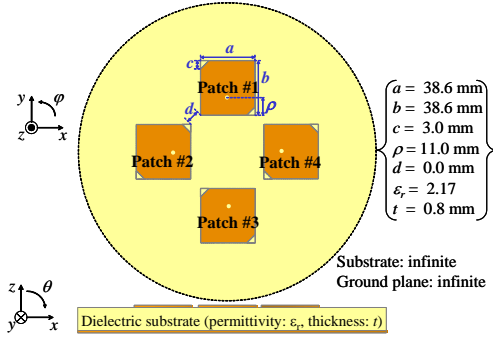 a
c
b
Patch #1
ρ
d
y
φ
z
x
Patch #2
Patch #4
Patch #3
a = 38.6 mm
b = 38.6 mm
c = 3.0 mm
ρ = 11.0 mm
d = 0.0 mm
εr = 2.17
t = 0.8 mm
Substrate: infinite
Ground plane: infinite
z
θ
y
x
Dielectric substrate (permittivity: εr, thickness: t)